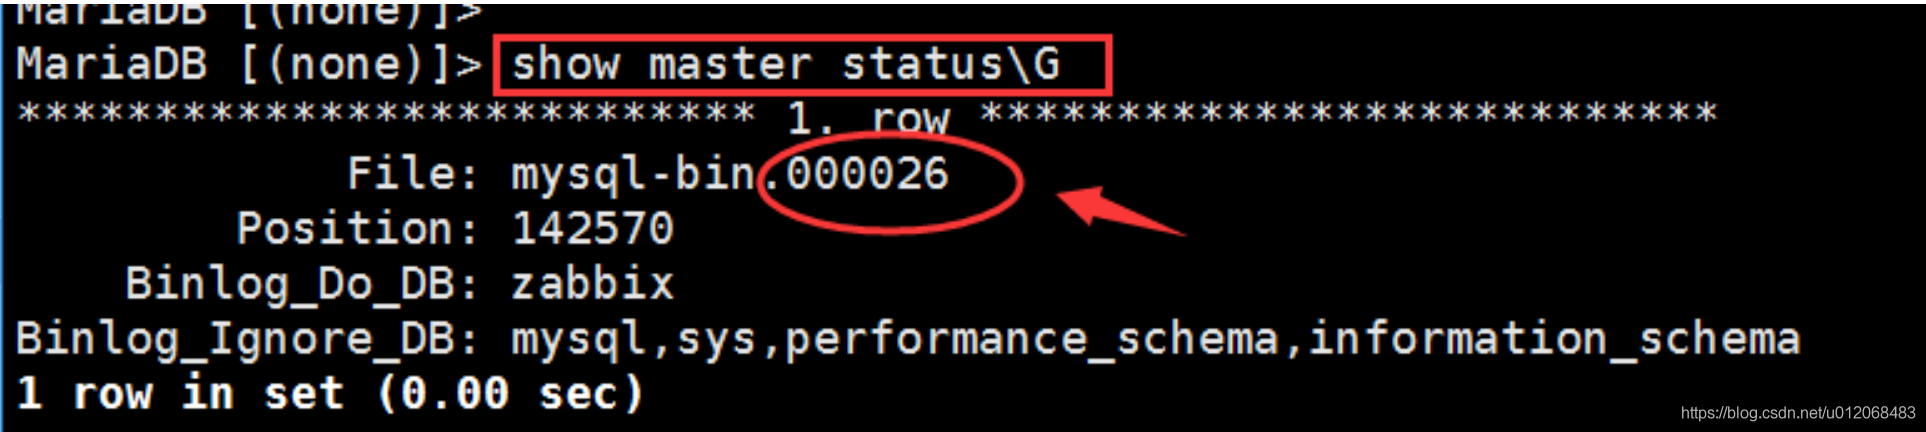 MariaDB [(none)]>
MariaDB [(none)]> show master status\G
*************************** 1. row ***************************
File: mysql-bin.000026
Position: 142570
Binlog_Do_DB: zabbix
Binlog_Ignore_DB: mysql,sys,performance_schema,information_schema
1 row in set (0.00 sec)
https://blog.csdn.net/u012068483